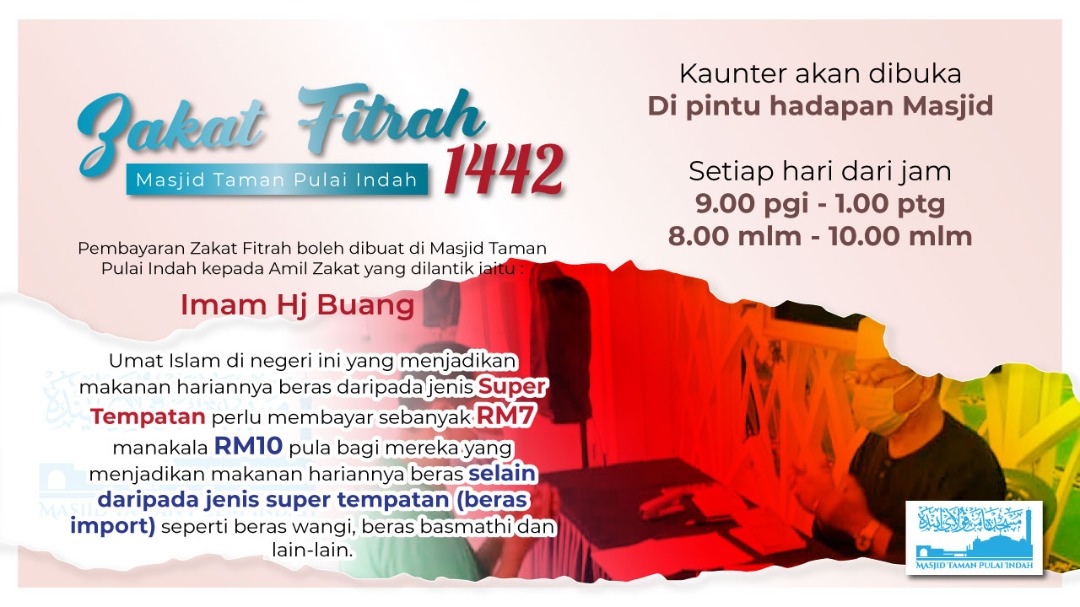 Zakat Fitrah
1442
Masjid Taman Pulai Indah
Pembayaran Zakat Fitrah boleh dibuat di Masjid Taman
Pulai Indah kepada Amil Zakat yang dilantik iaitu :
Imam Hj Buang
Umat Islam di negeri ini yang menjadikan
makanan hariannya beras daripada jenis Super
Tempatan perlu membayar sebanyak RM7
manakala RM10 pula bagi mereka yang
menjadikan makanan hariannya beras selain
daripada jenis super tempatan (beras
import) seperti beras wangi, beras basmathi dan
lain-lain.
Kaunter akan dibuka
Di pintu hadapan Masjid
Setiap hari dari jam
9.00 pgi - 1.00 ptg
8.00 mlm - 10.00 mlm
مسجد تامن ڤولاي اينده
MASJID TAMAN PULAI INDAH